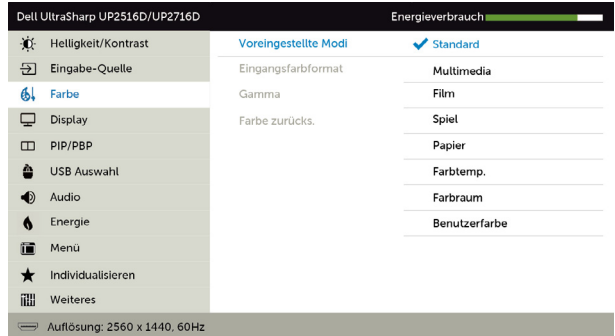 Dell UltraSharp UP2516D/UP2716D
Energieverbrauch
Helligkeit/Kontrast
Eingabe-Quelle
Farbe
Display
PIP/PBP
USB Auswahl
Audio
Energie
Menü
Individualisieren
Weiteres
Voreingestellte Modi
Eingangsfarbformat
Gamma
Farbe zurücks.
Standard
Multimedia
Film
Spiel
Papier
Farbtemp.
Farbraum
Benutzerfarbe
Auflösung: 2560 x 1440, 60Hz